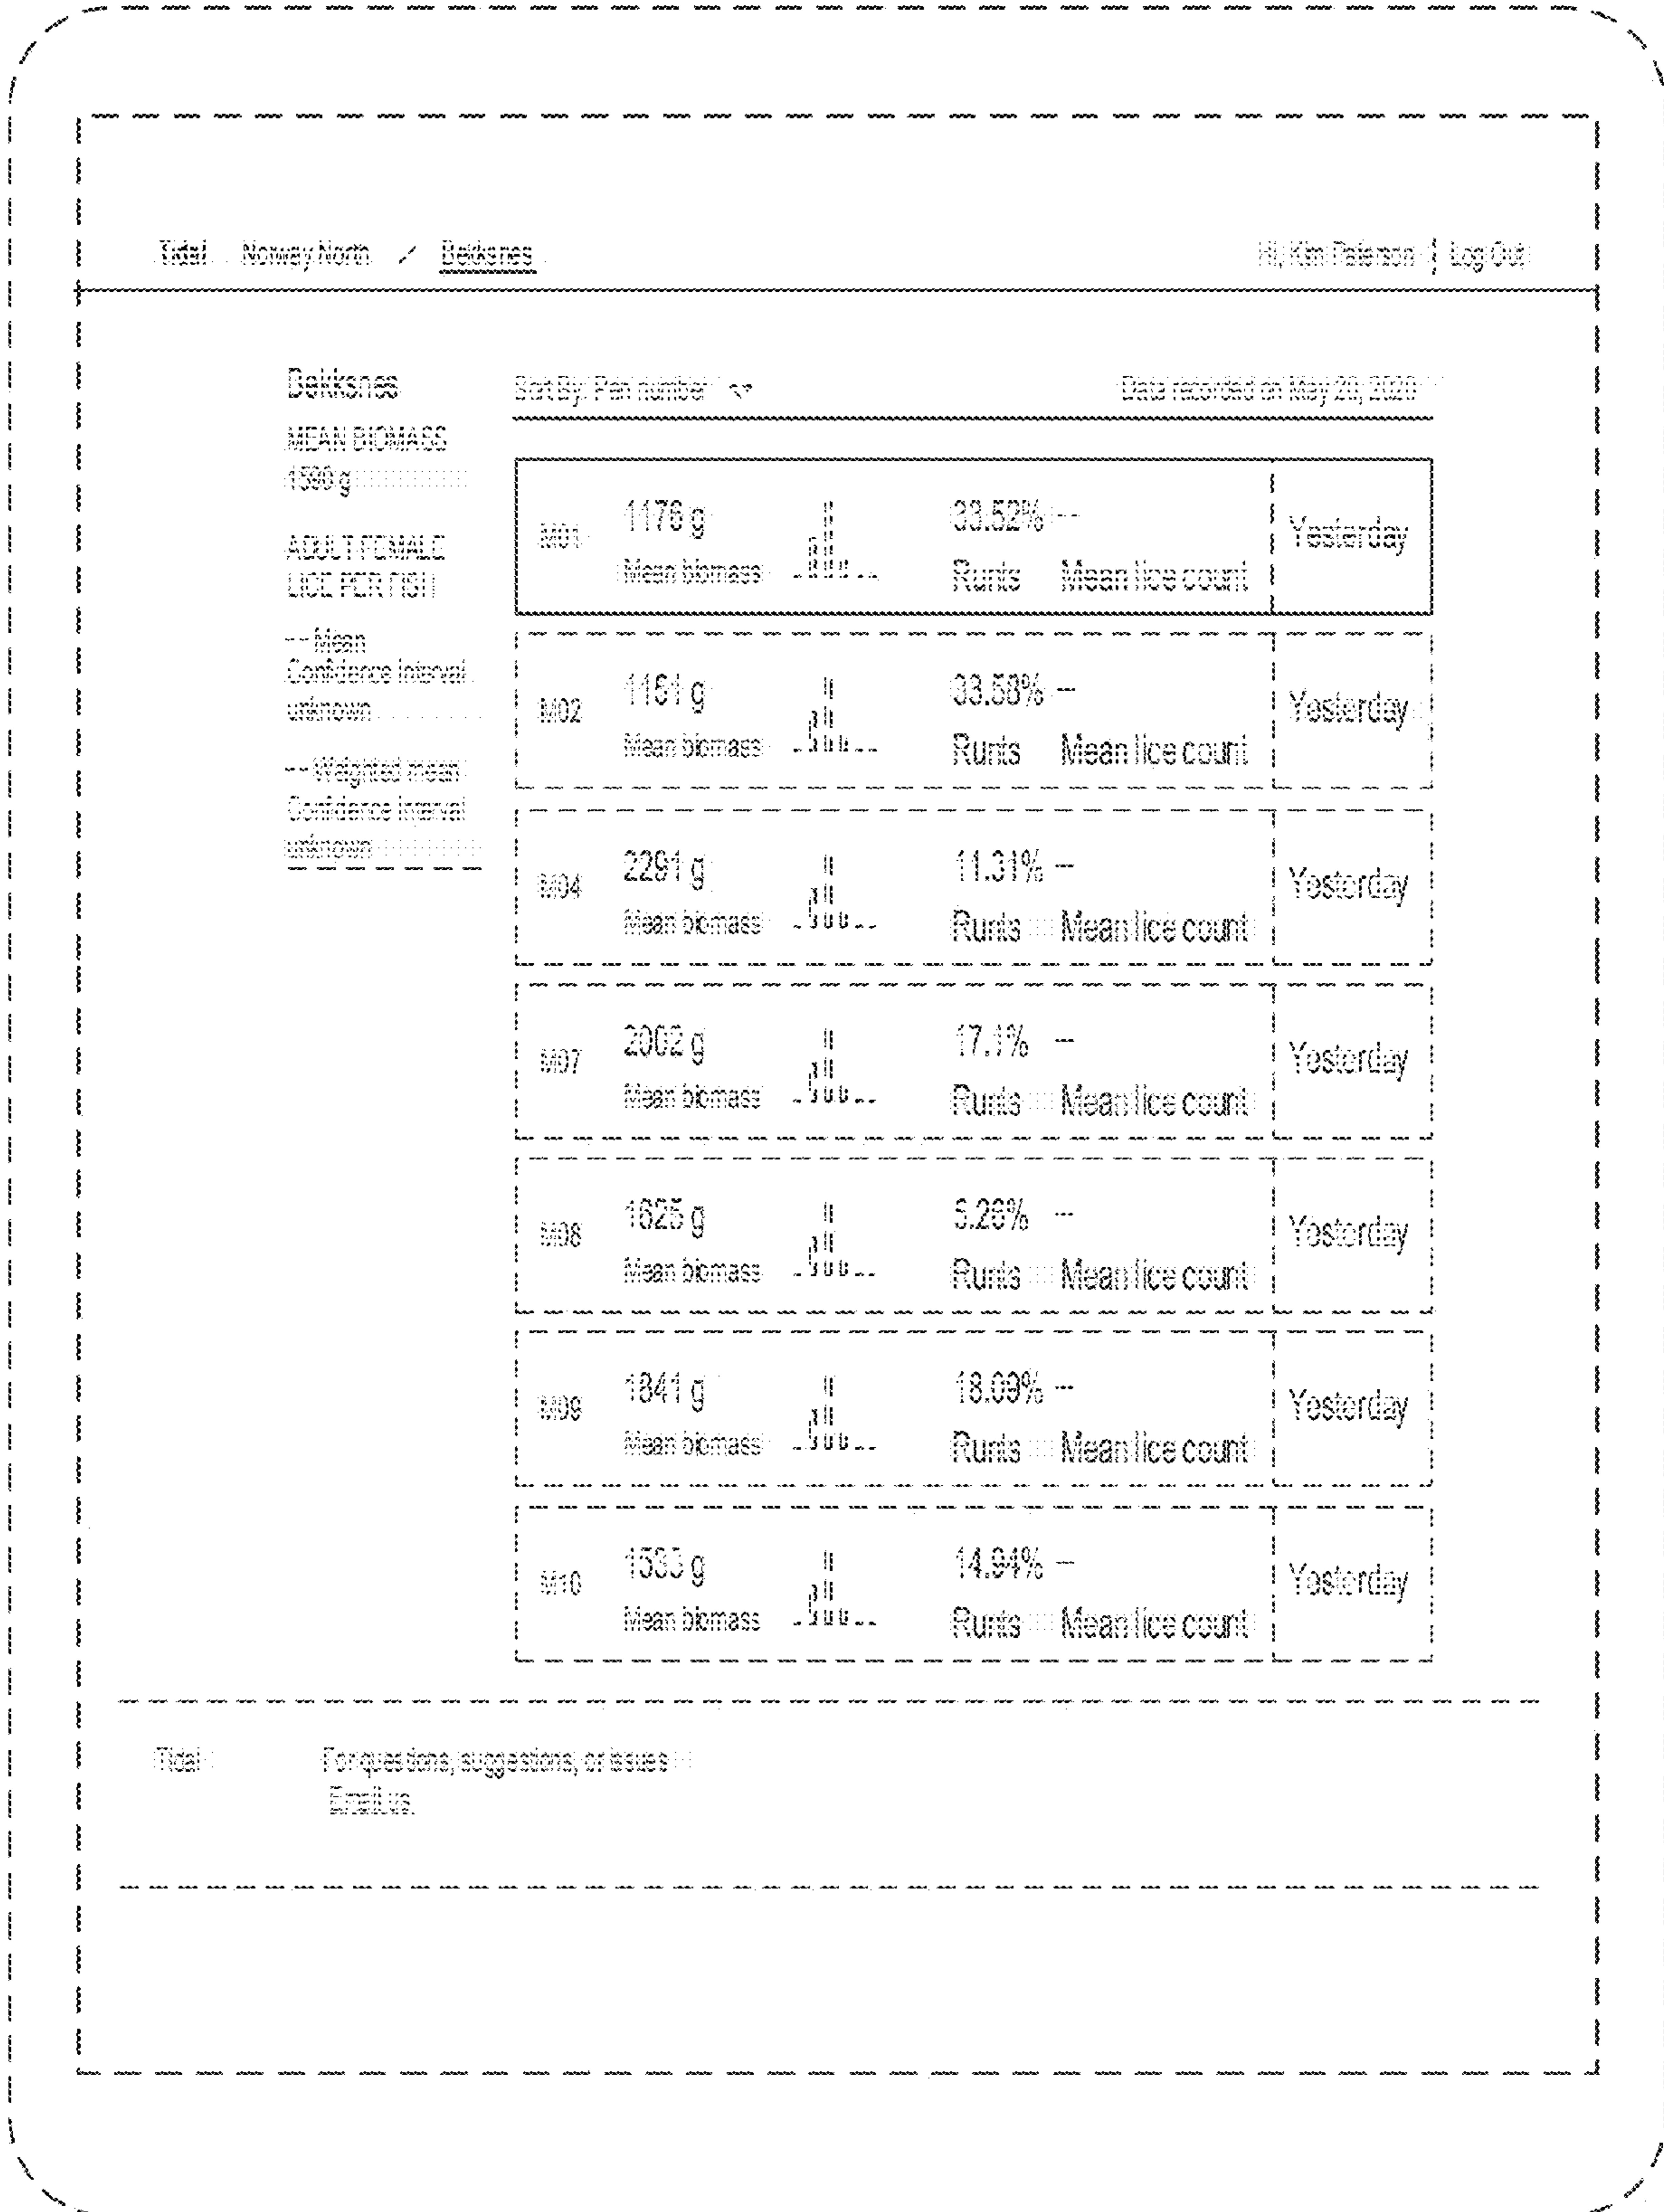 Tidal Norway North / Bekksnes
Hi, Kim Paterson | Log Out
Bekksnes
MEAN BIOMASS
1590 g
ADULT FEMALE
LICE PER FISH
-- Mean
Confidence interval
unknown
-- Weighted mean
Confidence interval
unknown
Sort By: Pen number
Data recorded on May 20, 2020
M01
1176 g
Mean biomass
33.52% --
Runts Mean lice count
Yesterday
M02
1161 g
Mean biomass
33.58% --
Runts Mean lice count
Yesterday
M04
2291 g
Mean biomass
11.31% --
Runts Mean lice count
Yesterday
M07
2002 g
Mean biomass
17.1% --
Runts Mean lice count
Yesterday
M08
1625 g
Mean biomass
--
Runts Mean lice count
Yesterday
M09
1841 g
Mean biomass
18.09% --
Runts Mean lice count
Yesterday
M10
Mean biomass
14.94% --
Runts Mean lice count
Yesterday
Tidal
For questions, suggestions, or issues
Email us.